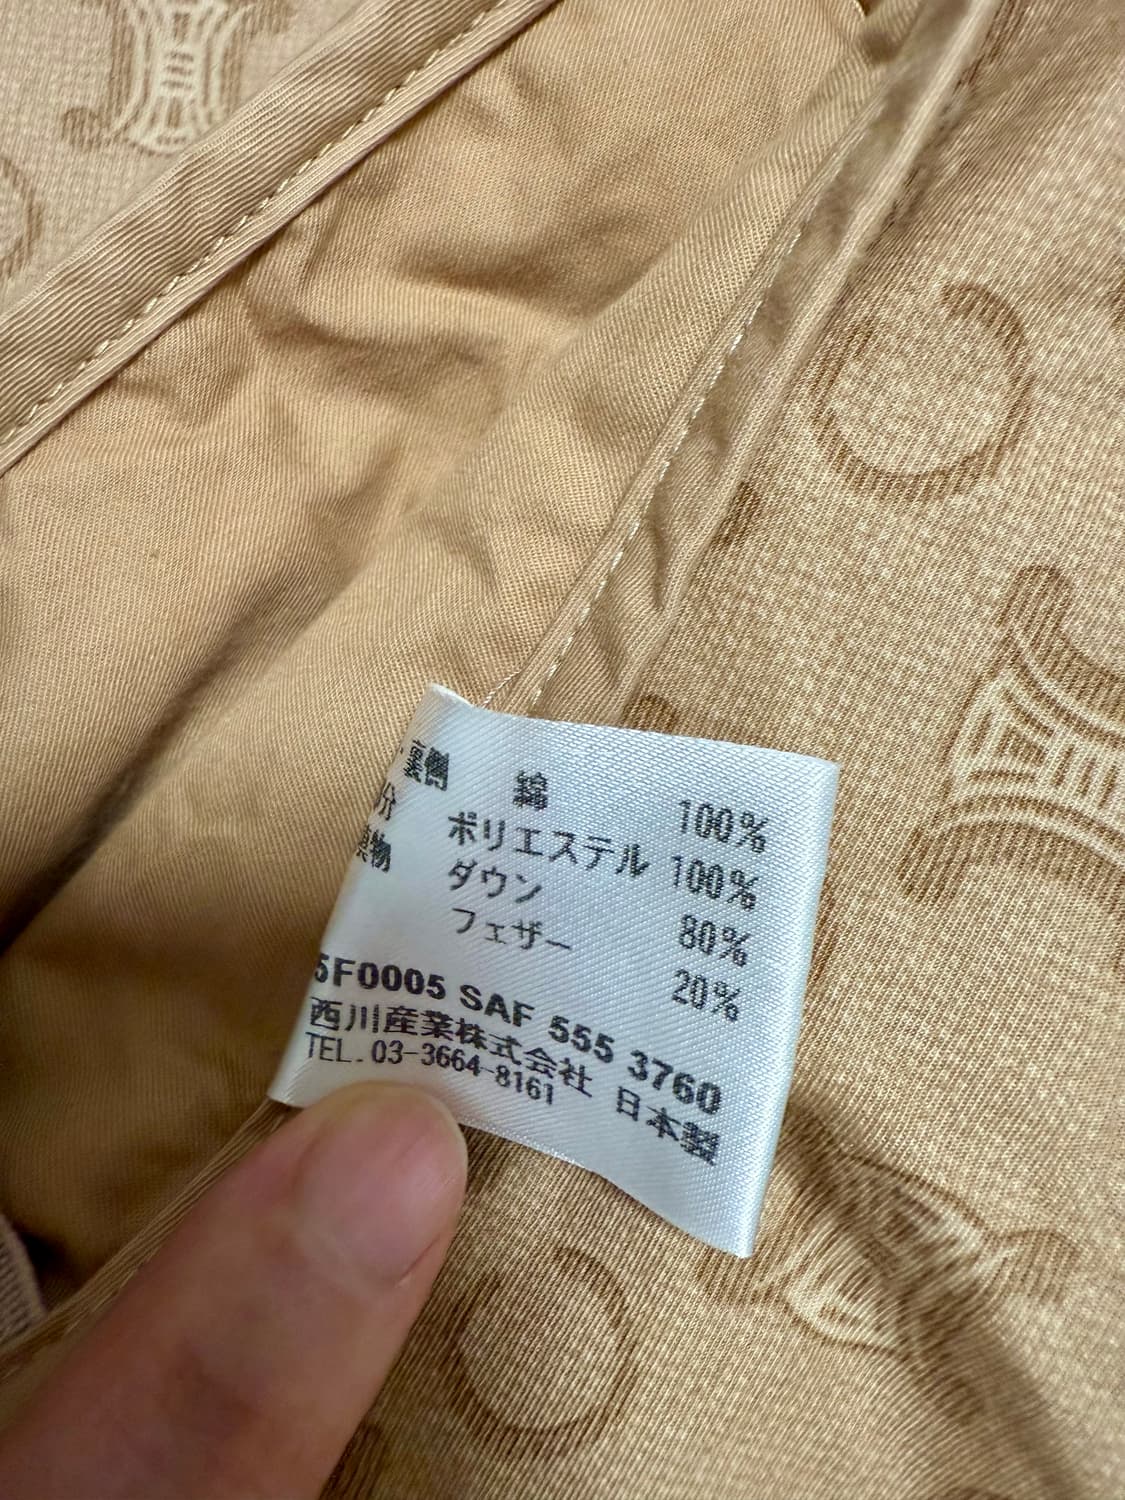 ・裏側 綿 100%
分 ポリエステル 100%
物 ダウン 80%
フェザー 20%
5F0005 SAF 555 3760
西川産業株式会社 日本製
TEL.03-3664-8161